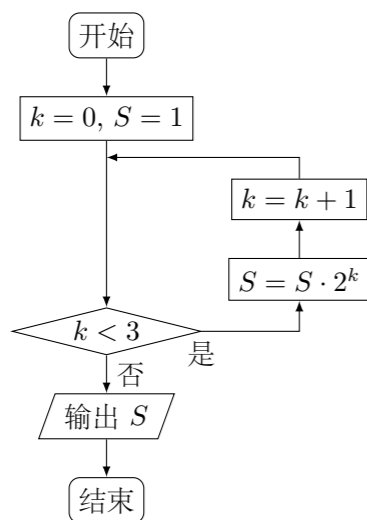 开始
k = 0, S = 1
k = k + 1
S = S · 2^k
k < 3
是
否
输出 S
结束